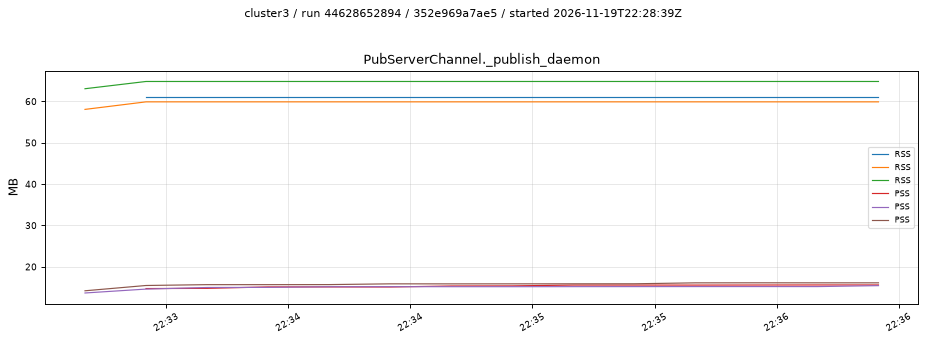 cluster3 / run 44628652894 / 352e969a7ae5 / started 2026-11-19T22:28:39Z
PubServerChannel._publish_daemon
MB
60
50
40
30
20
RSS
RSS
RSS
PSS
PSS
PSS
22:33
22:34
22:34
22:35
22:35
22:36
22:36